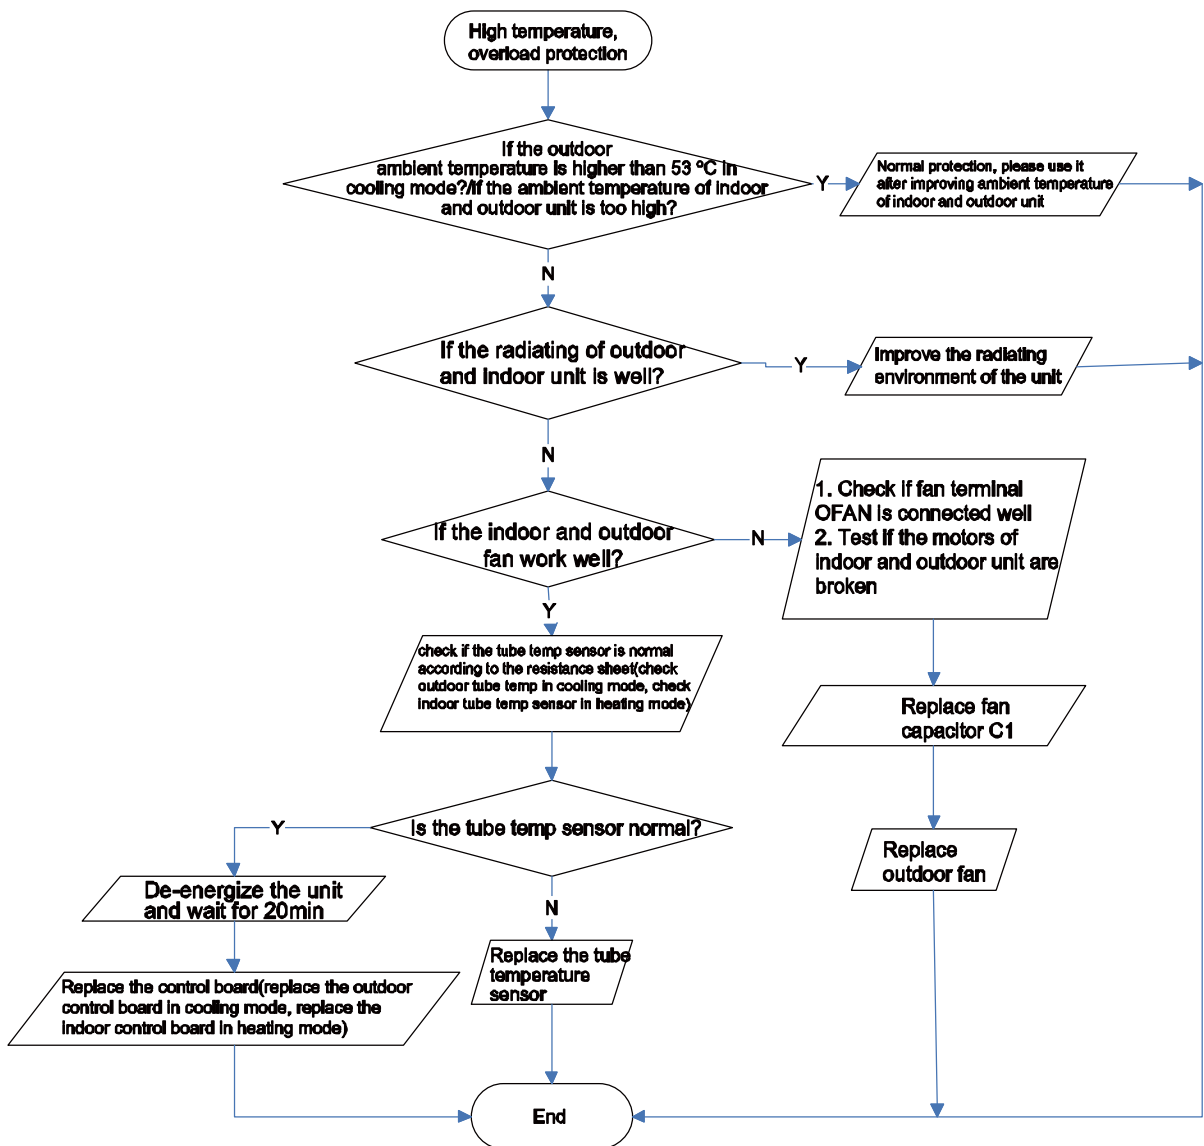 High temperature,
overload protection
If the outdoor
ambient temperature is higher than 53 ºC in
cooling mode?/if the ambient temperature of indoor
and outdoor unit is too high?
Y
Normal protection, please use it
after improving ambient temperature
of indoor and outdoor unit
N
If the radiating of outdoor
and indoor unit is well?
Y
Improve the radiating
environment of the unit
N
If the indoor and outdoor
fan work well?
N
1. Check if fan terminal
OFAN is connected well
2. Test if the motors of
indoor and outdoor unit are
broken
Y
check if the tube temp sensor is normal
according to the resistance sheet(check
outdoor tube temp in cooling mode, check
indoor tube temp sensor in heating mode)
Replace fan
capacitor C1
Is the tube temp sensor normal?
Y
Replace
outdoor fan
De-energize the unit
and wait for 20min
N
Replace the tube
temperature
sensor
Replace the control board(replace the outdoor
control board in cooling mode, replace the
indoor control board in heating mode)
End